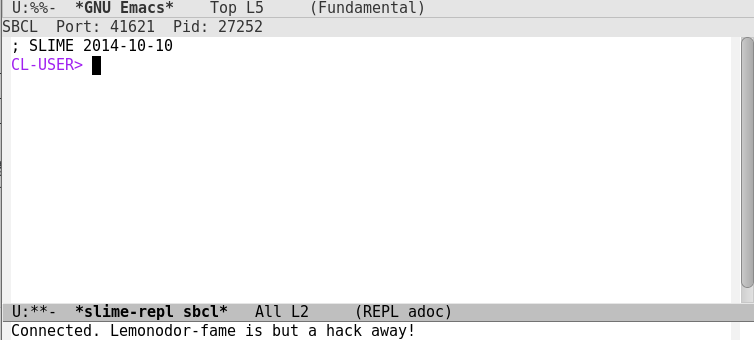 U:%%-  *GNU Emacs*    Top L5     (Fundamental)
SBCL  Port: 41621  Pid: 27252
; SLIME 2014-10-10
CL-USER>
U:**-  *slime-repl sbcl*   All L2     (REPL adoc)
Connected. Lemonodor-fame is but a hack away!